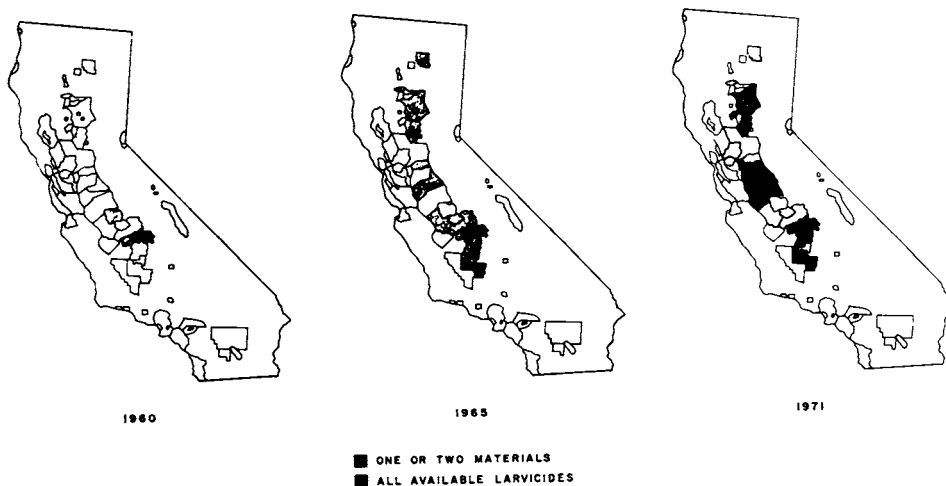 1960
1965
1971
ONE OR TWO MATERIALS
ALL AVAILABLE LARVICIDES